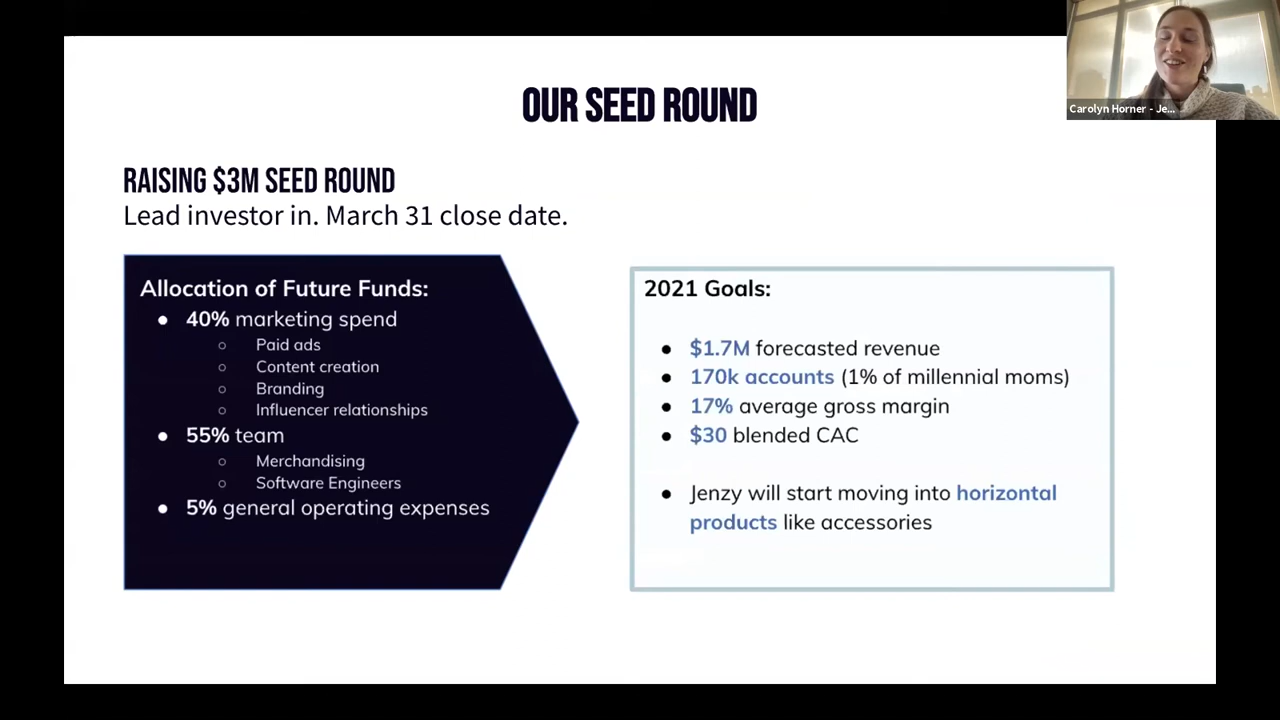 OUR SEED ROUND
Carolyn Horner - Je...
RAISING $3M SEED ROUND
Lead investor in. March 31 close date.
Allocation of Future Funds:
● 40% marketing spend
○ Paid ads
○ Content creation
○ Branding
○ Influencer relationships
● 55% team
○ Merchandising
○ Software Engineers
● 5% general operating expenses
2021 Goals:
● $1.7M forecasted revenue
● 170k accounts (1% of millennial moms)
● 17% average gross margin
● $30 blended CAC
● Jenzy will start moving into horizontal
products like accessories